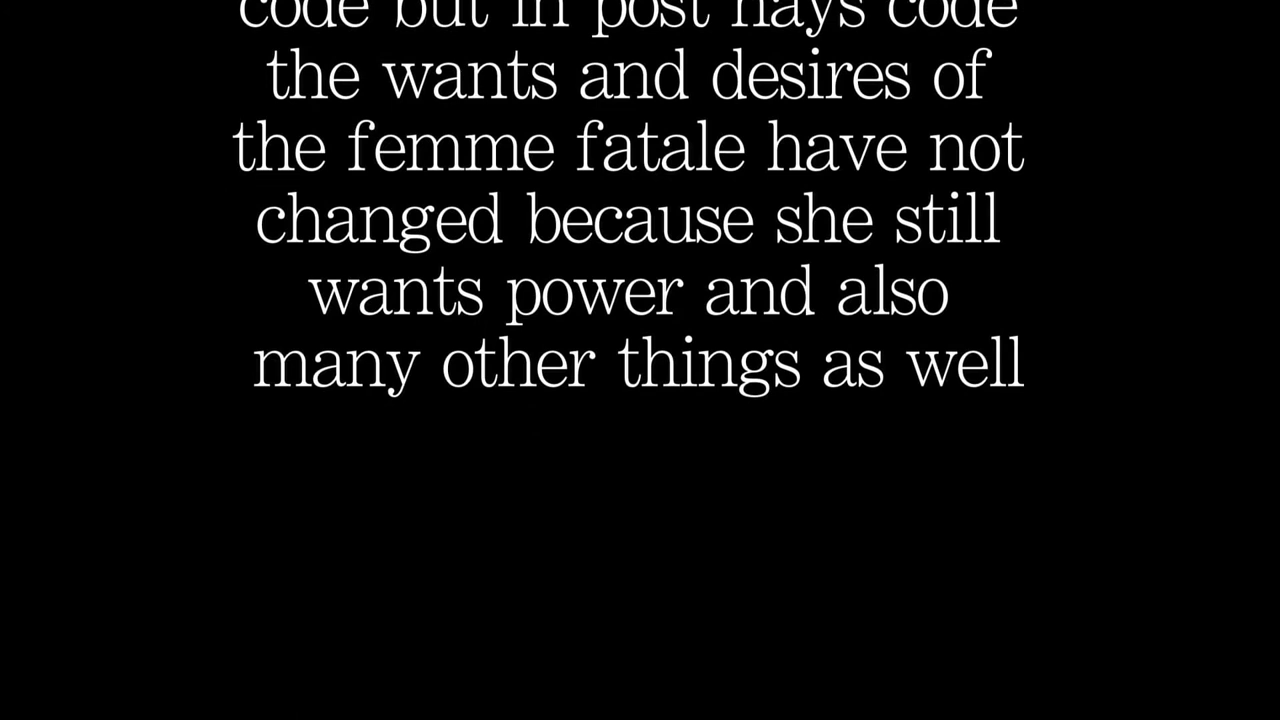 code but in post hays code
the wants and desires of
the femme fatale have not
changed because she still
wants power and also
many other things as well